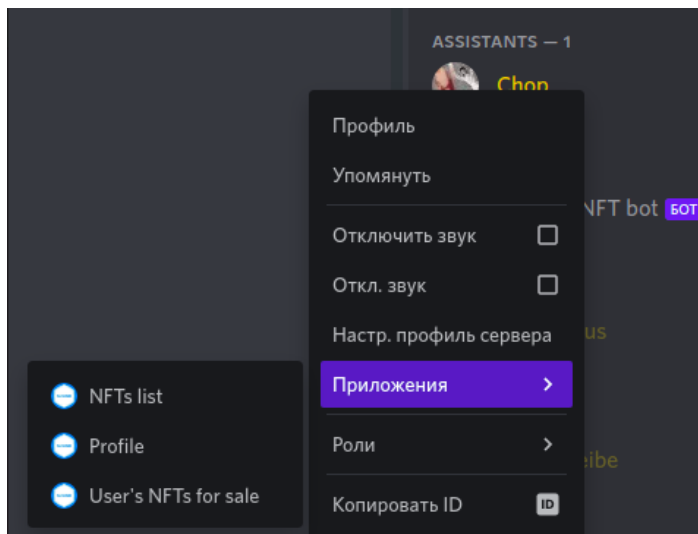 ASSISTANTS — 1
Chop
Профиль
Упомянуть
NFT bot БОТ
Отключить звук
Откл. звук
Настр. профиль сервера
us
Приложения
Роли
eibe
Копировать ID
ID
NFTs list
Profile
User's NFTs for sale